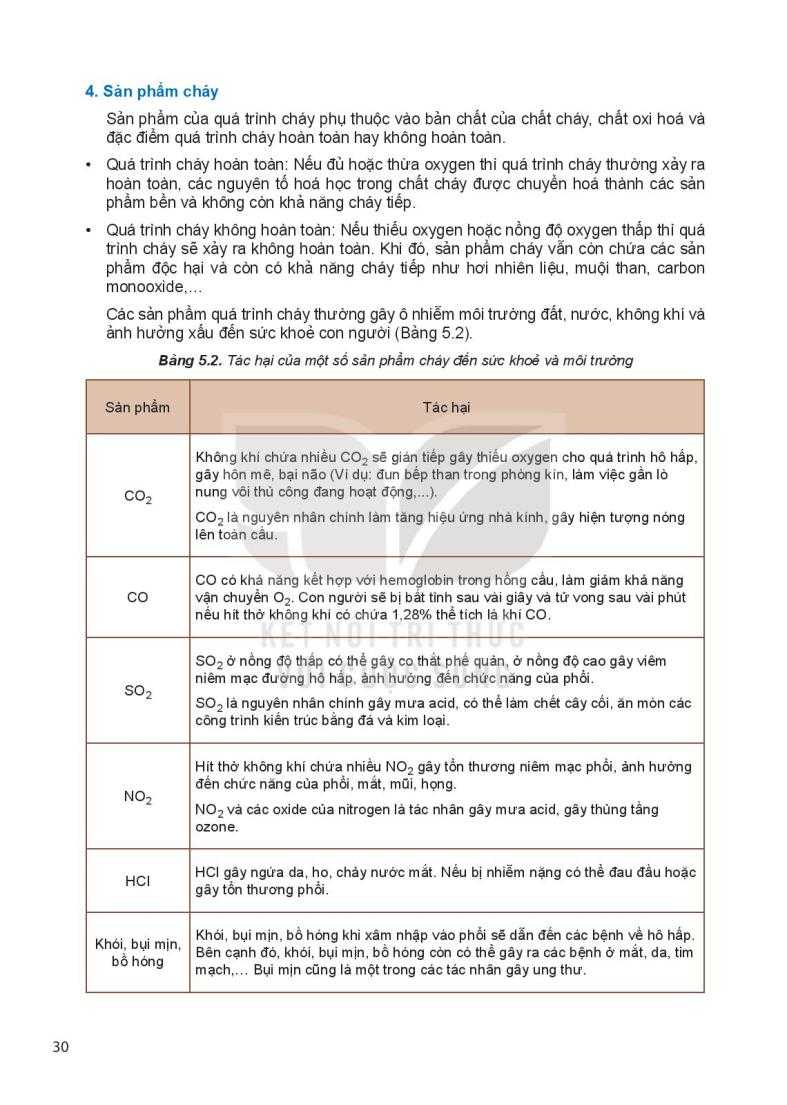 4. Sản phẩm cháy
Sản phẩm của quá trình cháy phụ thuộc vào bản chất của chất cháy, chất oxi hoá và
đặc điểm quá trình cháy hoàn toàn hay không hoàn toàn.
• Quá trình cháy hoàn toàn: Nếu đủ hoặc thừa oxygen thì quá trình cháy thường xảy ra
hoàn toàn, các nguyên tố hoá học trong chất cháy được chuyển hoá thành các sản
phẩm bền và không còn khả năng cháy tiếp.
• Quá trình cháy không hoàn toàn: Nếu thiếu oxygen hoặc nồng độ oxygen thấp thì quá
trình cháy sẽ xảy ra không hoàn toàn. Khi đó, sản phẩm cháy vẫn còn chứa các sản
phẩm độc hại và còn có khả năng cháy tiếp như hơi nhiên liệu, muội than, carbon
monooxide,…
Các sản phẩm quá trình cháy thường gây ô nhiễm môi trường đất, nước, không khí và
ảnh hưởng xấu đến sức khoẻ con người (Bảng 5.2).
Bảng 5.2. Tác hại của một số sản phẩm cháy đến sức khoẻ và môi trường
Sản phẩm
Tác hại
CO₂
Không khí chứa nhiều CO₂ sẽ gián tiếp gây thiếu oxygen cho quá trình hô hấp,
gây hôn mê, bại não (Ví dụ: đun bếp than trong phòng kín, làm việc gần lò
nung vôi thủ công đang hoạt động,...).
CO₂ là nguyên nhân chính làm tăng hiệu ứng nhà kính, gây hiện tượng nóng
lên toàn cầu.
CO
CO có khả năng kết hợp với hemoglobin trong hồng cầu, làm giảm khả năng
vận chuyển O₂. Con người sẽ bị bất tỉnh sau vài giây và tử vong sau vài phút
nếu hít thở không khí có chứa 1,28% thể tích là khí CO.
KẾT NỐI TRI THỨC
VỚI CUỘC SỐNG
SO₂
SO₂ ở nồng độ thấp có thể gây co thắt phế quản, ở nồng độ cao gây viêm
niêm mạc đường hô hấp, ảnh hưởng đến chức năng của phổi.
SO₂ là nguyên nhân chính gây mưa acid, có thể làm chết cây cối, ăn mòn các
công trình kiến trúc bằng đá và kim loại.
NO₂
Hít thở không khí chứa nhiều NO₂ gây tổn thương niêm mạc phổi, ảnh hưởng
đến chức năng của phổi, mắt, mũi, họng.
NO₂ và các oxide của nitrogen là tác nhân gây mưa acid, gây thủng tầng
ozone.
HCl
HCl gây ngứa da, ho, chảy nước mắt. Nếu bị nhiễm nặng có thể đau đầu hoặc
gây tổn thương phổi.
Khói, bụi mịn,
bồ hóng
Khói, bụi mịn, bồ hóng khi xâm nhập vào phổi sẽ dẫn đến các bệnh về hô hấp.
Bên cạnh đó, khói, bụi mịn, bồ hóng còn có thể gây ra các bệnh ở mắt, da, tim
mạch,… Bụi mịn cũng là một trong các tác nhân gây ung thư.
30